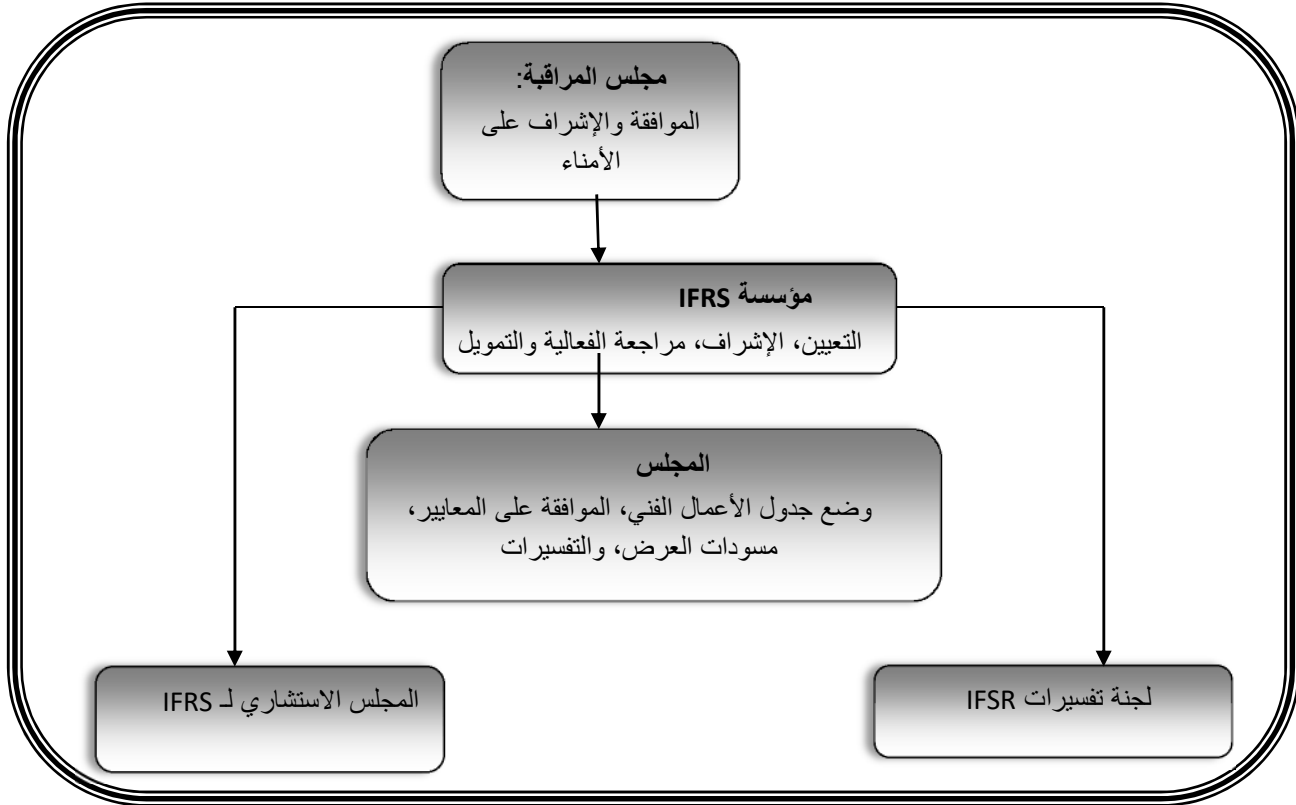 مجلس المراقبة:
الموافقة والإشراف على
الأمناء
مؤسسة IFRS
التعيين، الإشراف، مراجعة الفعالية والتمويل
المجلس
وضع جدول الأعمال الفني، الموافقة على المعايير،
مسودات العرض، والتفسيرات
لجنة تفسيرات IFSR
المجلس الاستشاري لـ IFRS